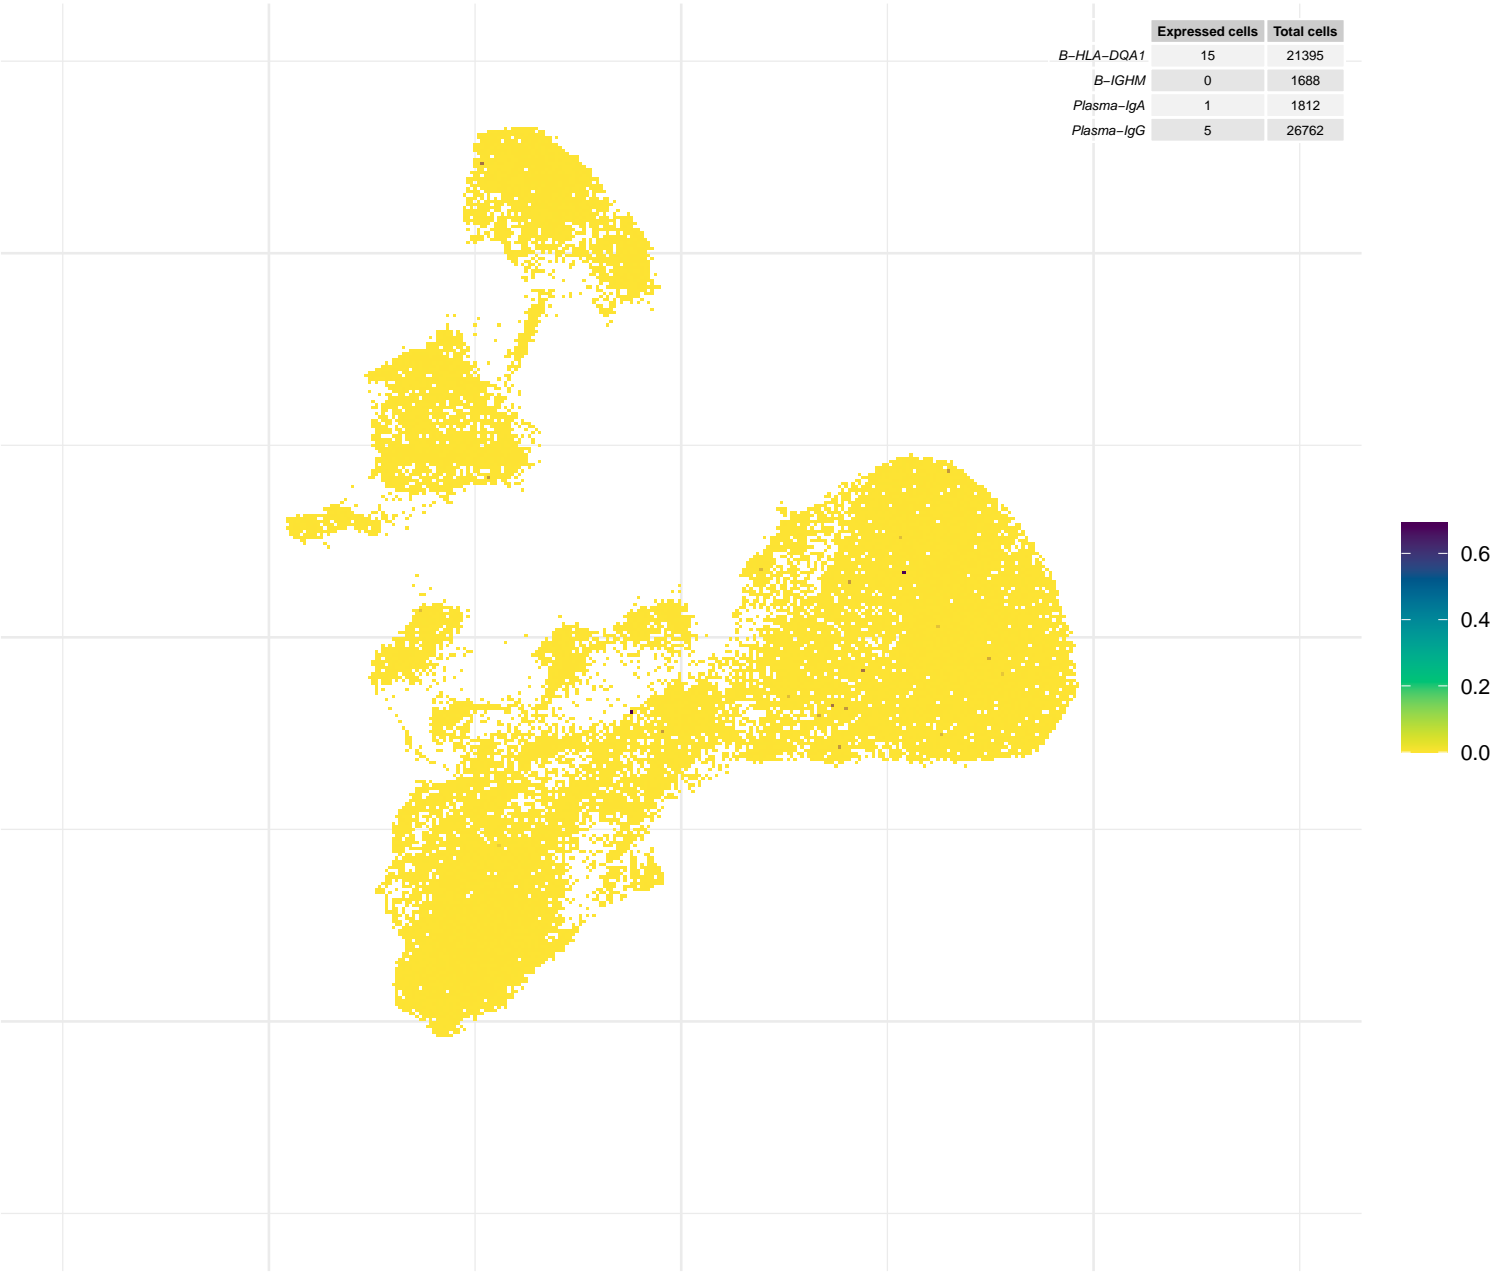 Expressed cells Total cells
B−HLA−DQA1 15 21395
B−IGHM 0 1688
Plasma−IgA 1 1812
Plasma−IgG 5 26762
0.6
0.4
0.2
0.0